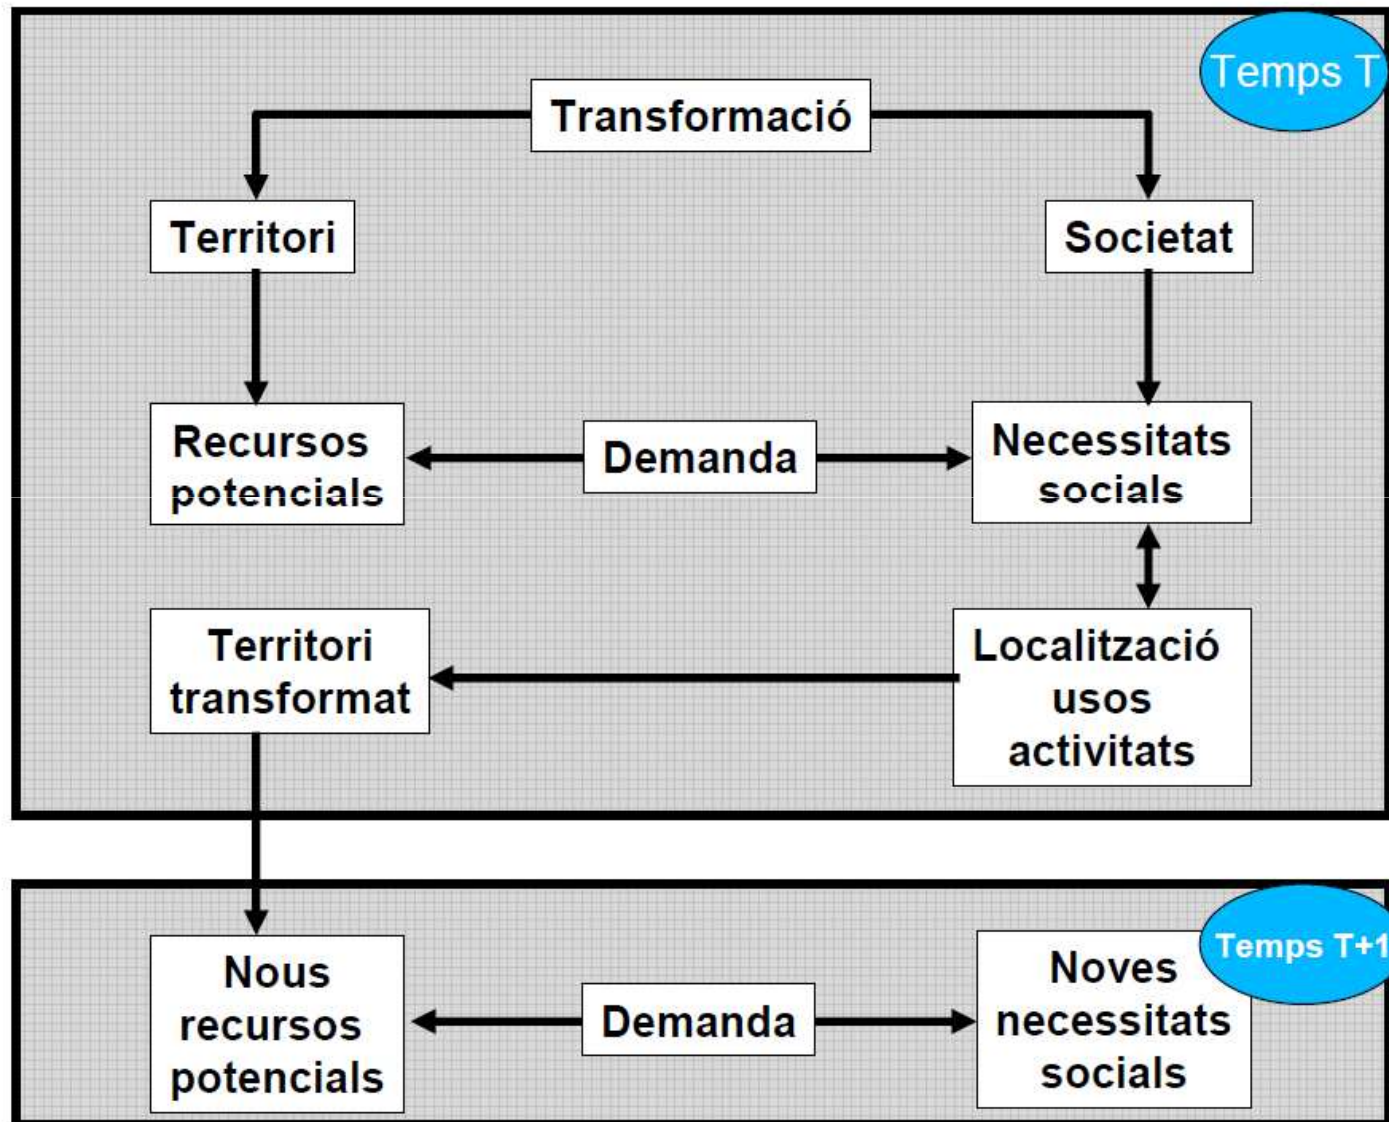 Temps T
Transformació
Territori
Societat
Recursos
potencials
Demanda
Necessitats
socials
Territori
transformat
Localització
usos
activitats
Temps T+1
Nous
recursos
potencials
Demanda
Noves
necessitats
socials